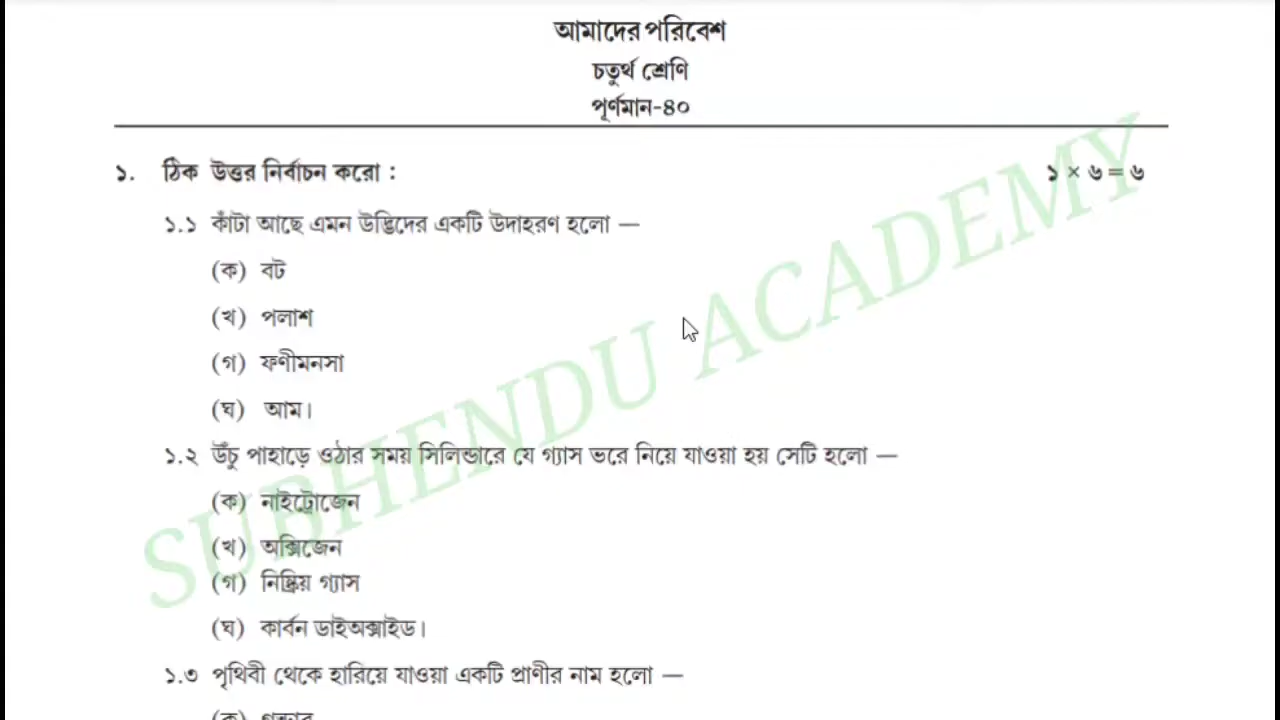 আমাদের পরিবেশ
চতুর্থ শ্রেণি
পূর্ণমান-৪০
১. ঠিক উত্তর নির্বাচন করো : ১ × ৬ = ৬
১.১ কাঁটা আছে এমন উদ্ভিদের একটি উদাহরণ হলো —
(ক) বট
(খ) পলাশ
(গ) ফণীমনসা
(ঘ) আম।
১.২ উঁচু পাহাড়ে ওঠার সময় সিলিন্ডারে যে গ্যাস ভরে নিয়ে যাওয়া হয় সেটি হলো —
(ক) নাইট্রোজেন
(খ) অক্সিজেন
(গ) নিষ্ক্রিয় গ্যাস
(ঘ) কার্বন ডাইঅক্সাইড।
১.৩ পৃথিবী থেকে হারিয়ে যাওয়া একটি প্রাণীর নাম হলো —
(ক) গন্ডার
SUBHENDU ACADEMY